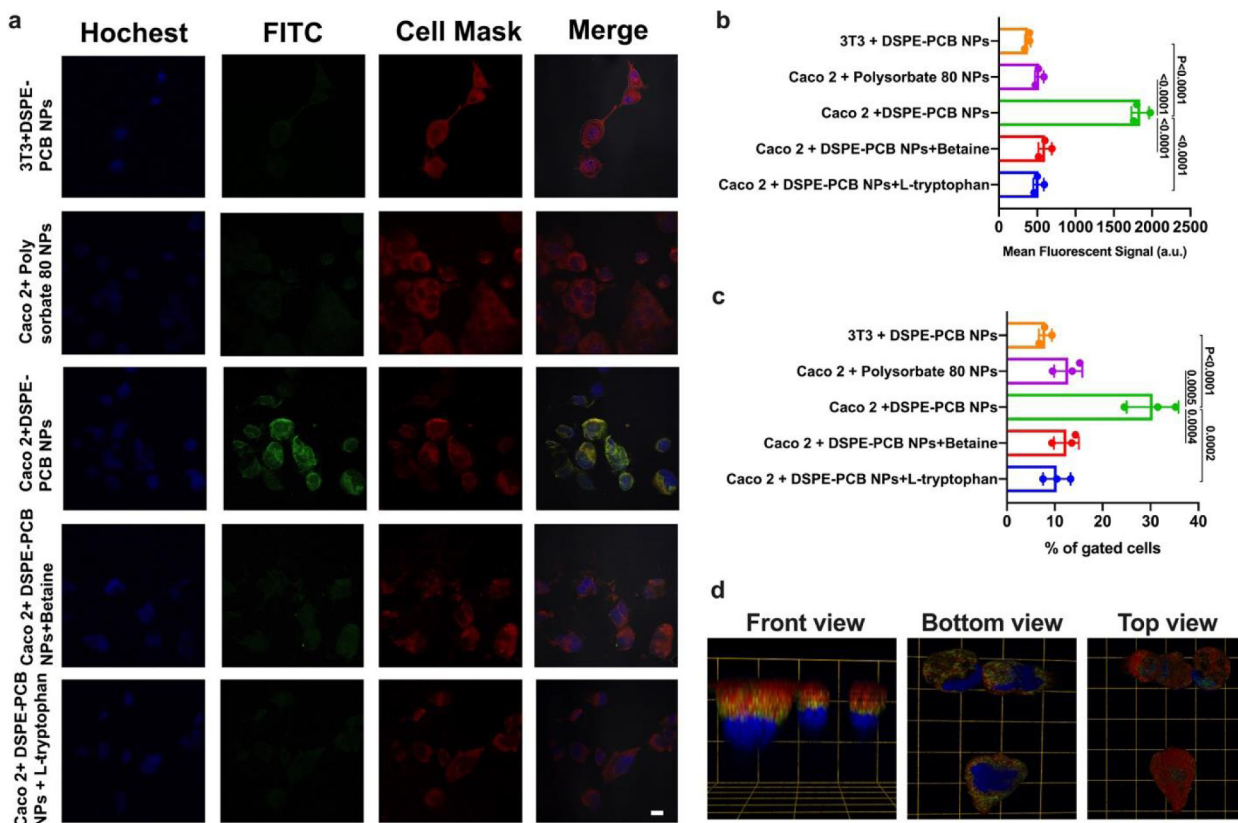 a
Hochest FITC Cell Mask Merge
3T3+DSPE-
PCB NPs
Caco 2+ Poly
sorbate 80 NPs
Caco 2+DSPE-
PCB NPs
Caco 2+ DSPE-PCB
NPs+Betaine
Caco 2+ DSPE-PCB
NPs + L-tryptophan
b
3T3 + DSPE-PCB NPs
Caco 2 + Polysorbate 80 NPs
Caco 2 +DSPE-PCB NPs
Caco 2 + DSPE-PCB NPs+Betaine
Caco 2 + DSPE-PCB NPs+L-tryptophan
P<0.0001
<0.0001
<0.0001
<0.0001
0 500 1000 1500 2000 2500
Mean Fluorescent Signal (a.u.)
c
3T3 + DSPE-PCB NPs
Caco 2 + Polysorbate 80 NPs
Caco 2 +DSPE-PCB NPs
Caco 2 + DSPE-PCB NPs+Betaine
Caco 2 + DSPE-PCB NPs+L-tryptophan
P<0.0001
0.0005
0.0004
0.0002
0 10 20 30 40
% of gated cells
d
Front view Bottom view Top view